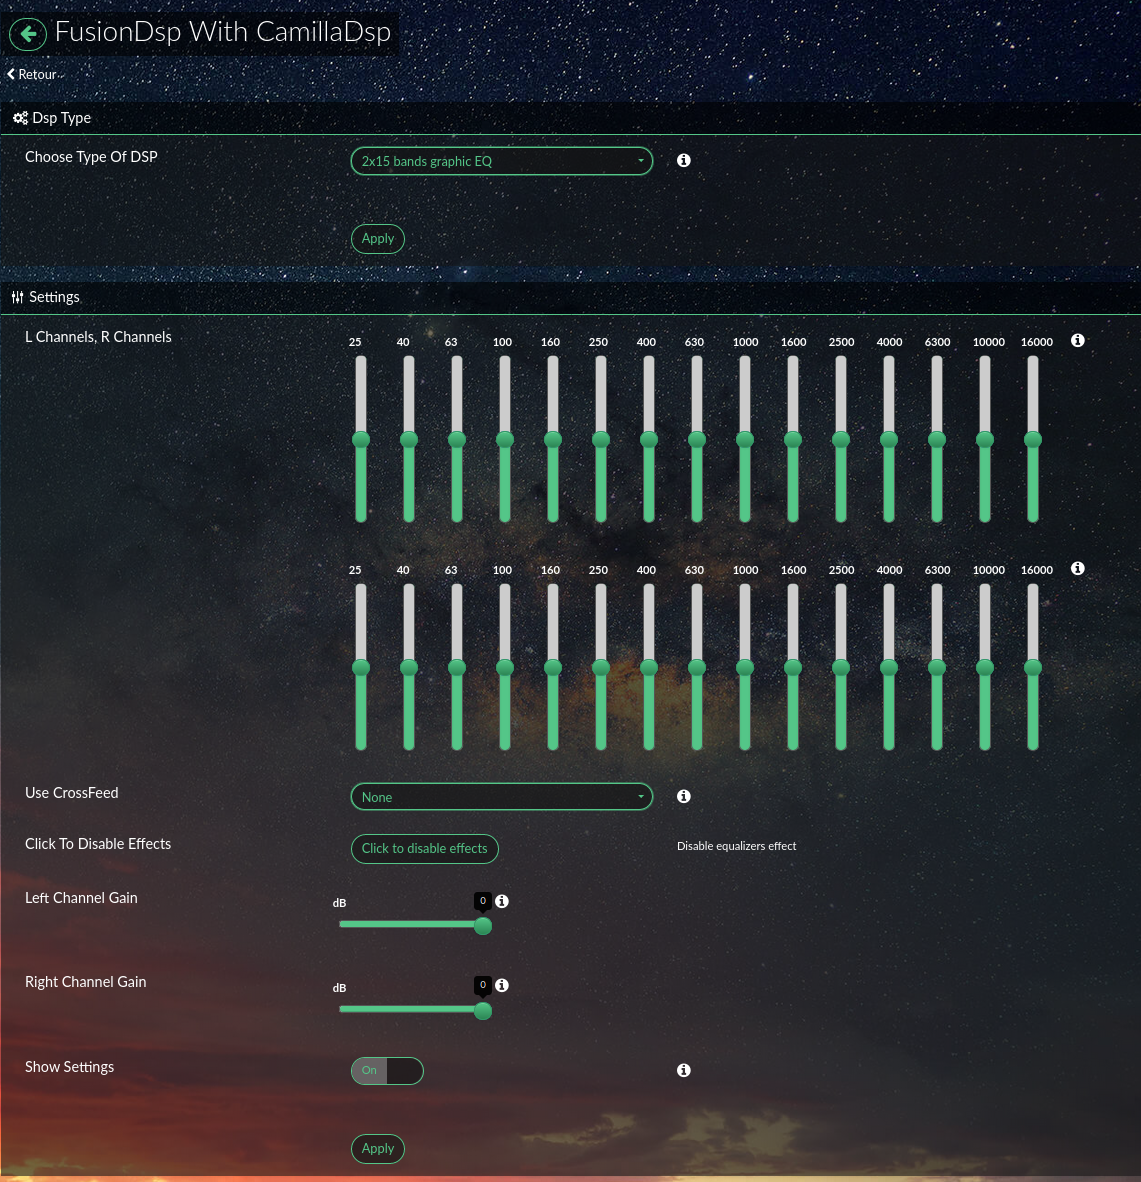 FusionDsp With CamillaDsp
Retour
Dsp Type
Choose Type Of DSP
2x15 bands graphic EQ
Apply
Settings
L Channels, R Channels
25 40 63 100 160 250 400 630 1000 1600 2500 4000 6300 10000 16000
25 40 63 100 160 250 400 630 1000 1600 2500 4000 6300 10000 16000
Use CrossFeed
None
Click To Disable Effects
Click to disable effects
Disable equalizers effect
Left Channel Gain
dB
0
Right Channel Gain
dB
0
Show Settings
On
Apply